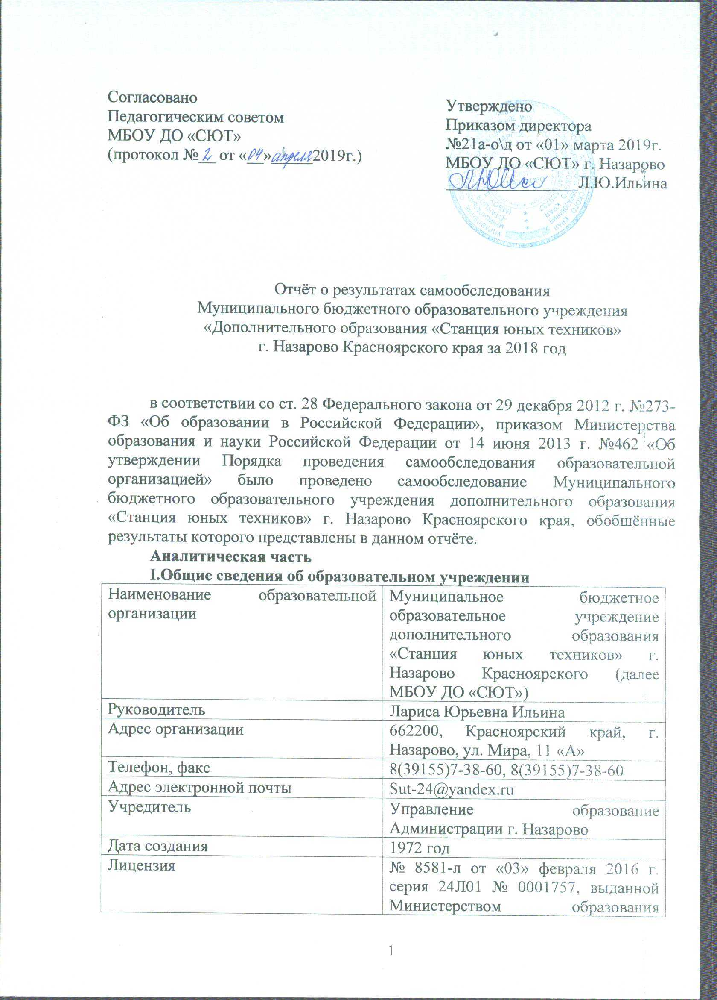 Согласовано
Педагогическим советом
МБОУ ДО «СЮТ»
(протокол № 2 от «04» апреля 2019г.)
Утверждено
Приказом директора
№21а-о\д от «01» марта 2019г.
МБОУ ДО «СЮТ» г. Назарово
Л.Ю.Ильина
Отчёт о результатах самообследования
Муниципального бюджетного образовательного учреждения
«Дополнительного образования «Станция юных техников»
г. Назарово Красноярского края за 2018 год
в соответствии со ст. 28 Федерального закона от 29 декабря 2012 г. №273-
ФЗ «Об образовании в Российской Федерации», приказом Министерства
образования и науки Российской Федерации от 14 июня 2013 г. №462 «Об
утверждении Порядка проведения самообследования образовательной
организацией» было проведено самообследование Муниципального
бюджетного образовательного учреждения дополнительного образования
«Станция юных техников» г. Назарово Красноярского края, обобщённые
результаты которого представлены в данном отчёте.
Аналитическая часть
I.Общие сведения об образовательном учреждении
Наименование образовательной
организации
Муниципальное бюджетное
образовательное учреждение
дополнительного образования
«Станция юных техников» г.
Назарово Красноярского (далее
МБОУ ДО «СЮТ»)
Руководитель
Лариса Юрьевна Ильина
Адрес организации
662200, Красноярский край, г.
Назарово, ул. Мира, 11 «А»
Телефон, факс
8(39155)7-38-60, 8(39155)7-38-60
Адрес электронной почты
Sut-24@yandex.ru
Учредитель
Управление образование
Администрации г. Назарово
Дата создания
1972 год
Лицензия
№ 8581-л от «03» февраля 2016 г.
серия 24Л01 № 0001757, выданной
Министерством образования
1